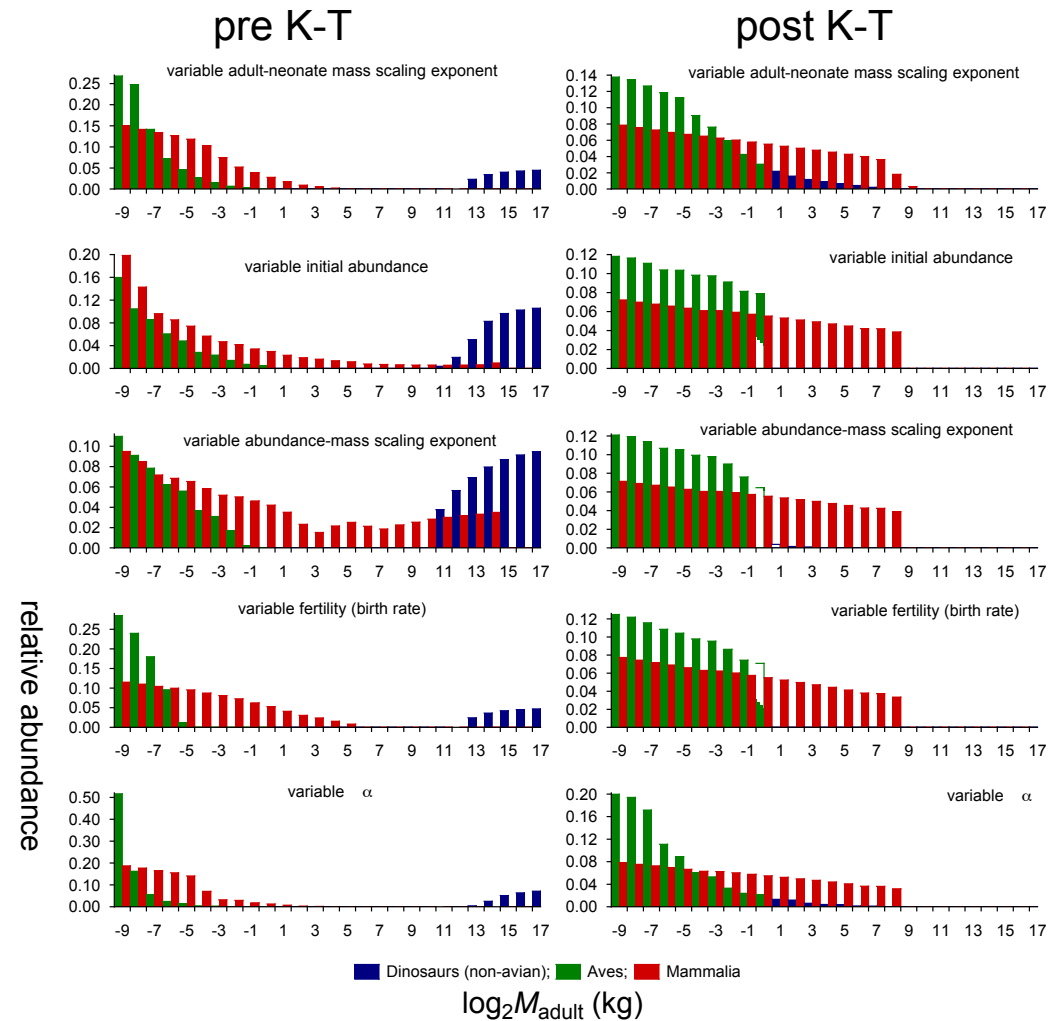 pre K-T
post K-T
variable adult-neonate mass scaling exponent
0.25
0.20
0.15
0.10
0.05
0.00
-9 -7 -5 -3 -1 1 3 5 7 9 11 13 15 17
variable adult-neonate mass scaling exponent
0.14
0.12
0.10
0.08
0.06
0.04
0.02
0.00
-9 -7 -5 -3 -1 1 3 5 7 9 11 13 15 17
variable initial abundance
0.20
0.16
0.12
0.08
0.04
0.00
-9 -7 -5 -3 -1 1 3 5 7 9 11 13 15 17
variable initial abundance
0.12
0.10
0.08
0.06
0.04
0.02
0.00
-9 -7 -5 -3 -1 1 3 5 7 9 11 13 15 17
variable abundance-mass scaling exponent
0.10
0.08
0.06
0.04
0.02
0.00
-9 -7 -5 -3 -1 1 3 5 7 9 11 13 15 17
variable abundance-mass scaling exponent
0.12
0.10
0.08
0.06
0.04
0.02
0.00
-9 -7 -5 -3 -1 1 3 5 7 9 11 13 15 17
variable fertility (birth rate)
0.25
0.20
0.15
0.10
0.05
0.00
-9 -7 -5 -3 -1 1 3 5 7 9 11 13 15 17
variable fertility (birth rate)
0.12
0.10
0.08
0.06
0.04
0.02
0.00
-9 -7 -5 -3 -1 1 3 5 7 9 11 13 15 17
variable α
0.50
0.40
0.30
0.20
0.10
0.00
-9 -7 -5 -3 -1 1 3 5 7 9 11 13 15 17
variable α
0.20
0.16
0.12
0.08
0.04
0.00
-9 -7 -5 -3 -1 1 3 5 7 9 11 13 15 17
relative abundance
Dinosaurs (non-avian); Aves; Mammalia
log2Madult (kg)